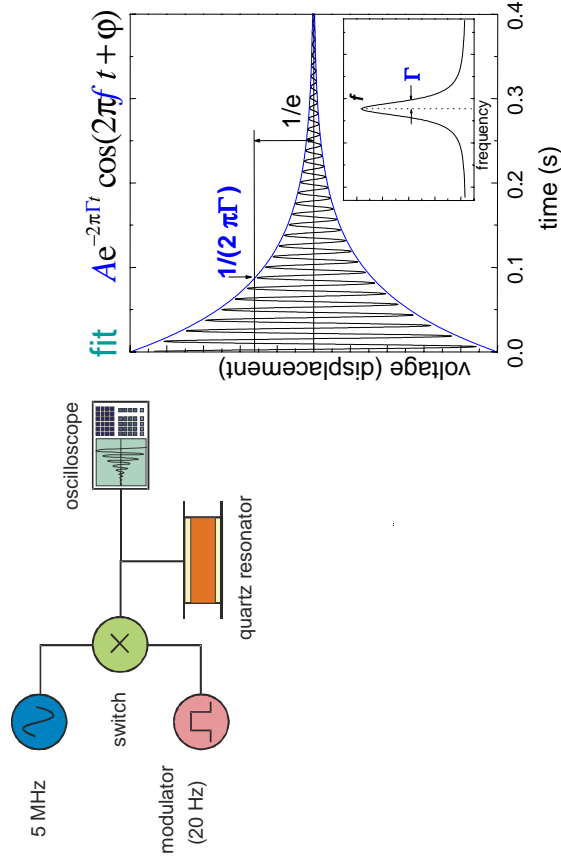 5 MHz
switch
modulator
(20 Hz)
quartz resonator
oscilloscope
fit Ae^{-2πΓt} cos(2πf t + φ)
voltage (displacement)
1/(2 πΓ)
1/e
f
Γ
frequency
0.0 0.1 0.2 0.3 0.4
time (s)